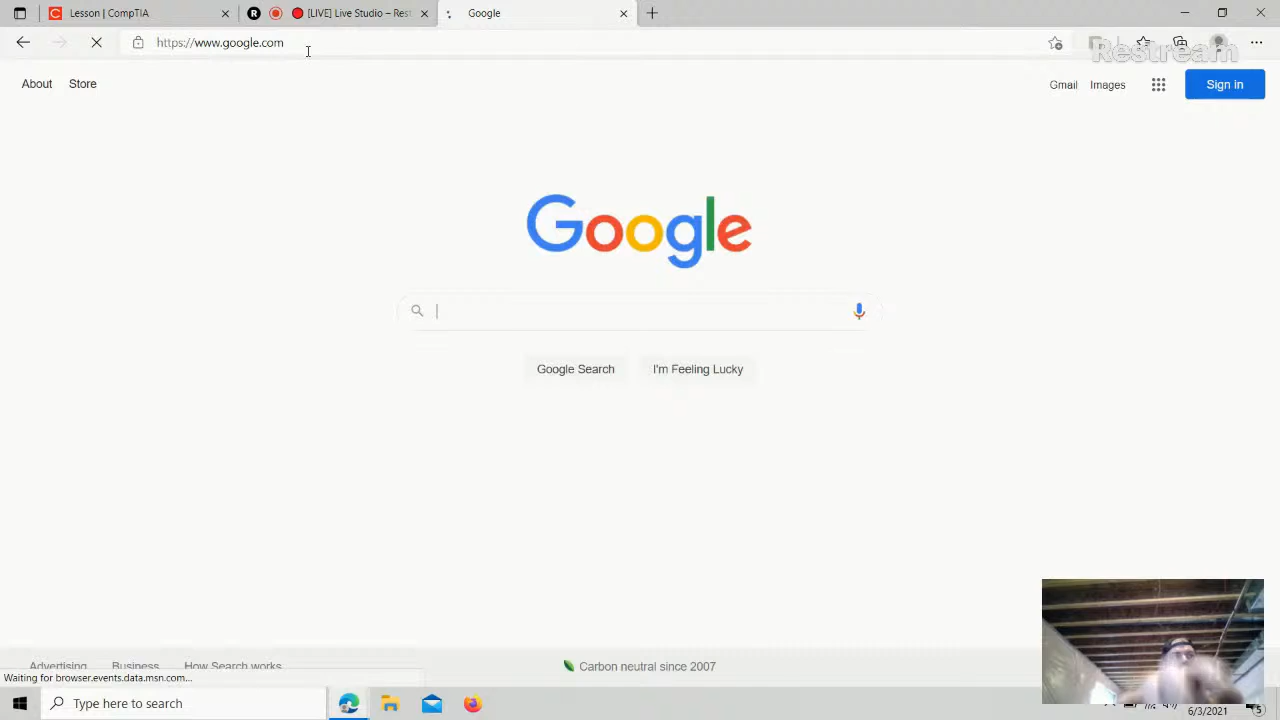 Lesson | CompTIA
R
[LIVE] Live Studio – Rest
Google
https://www.google.com
Restream
About
Store
Gmail
Images
Sign in
Google
Google Search
I'm Feeling Lucky
Advertising
Business
How Search works
Carbon neutral since 2007
Waiting for browser.events.data.msn.com...
Type here to search
6/3/2021